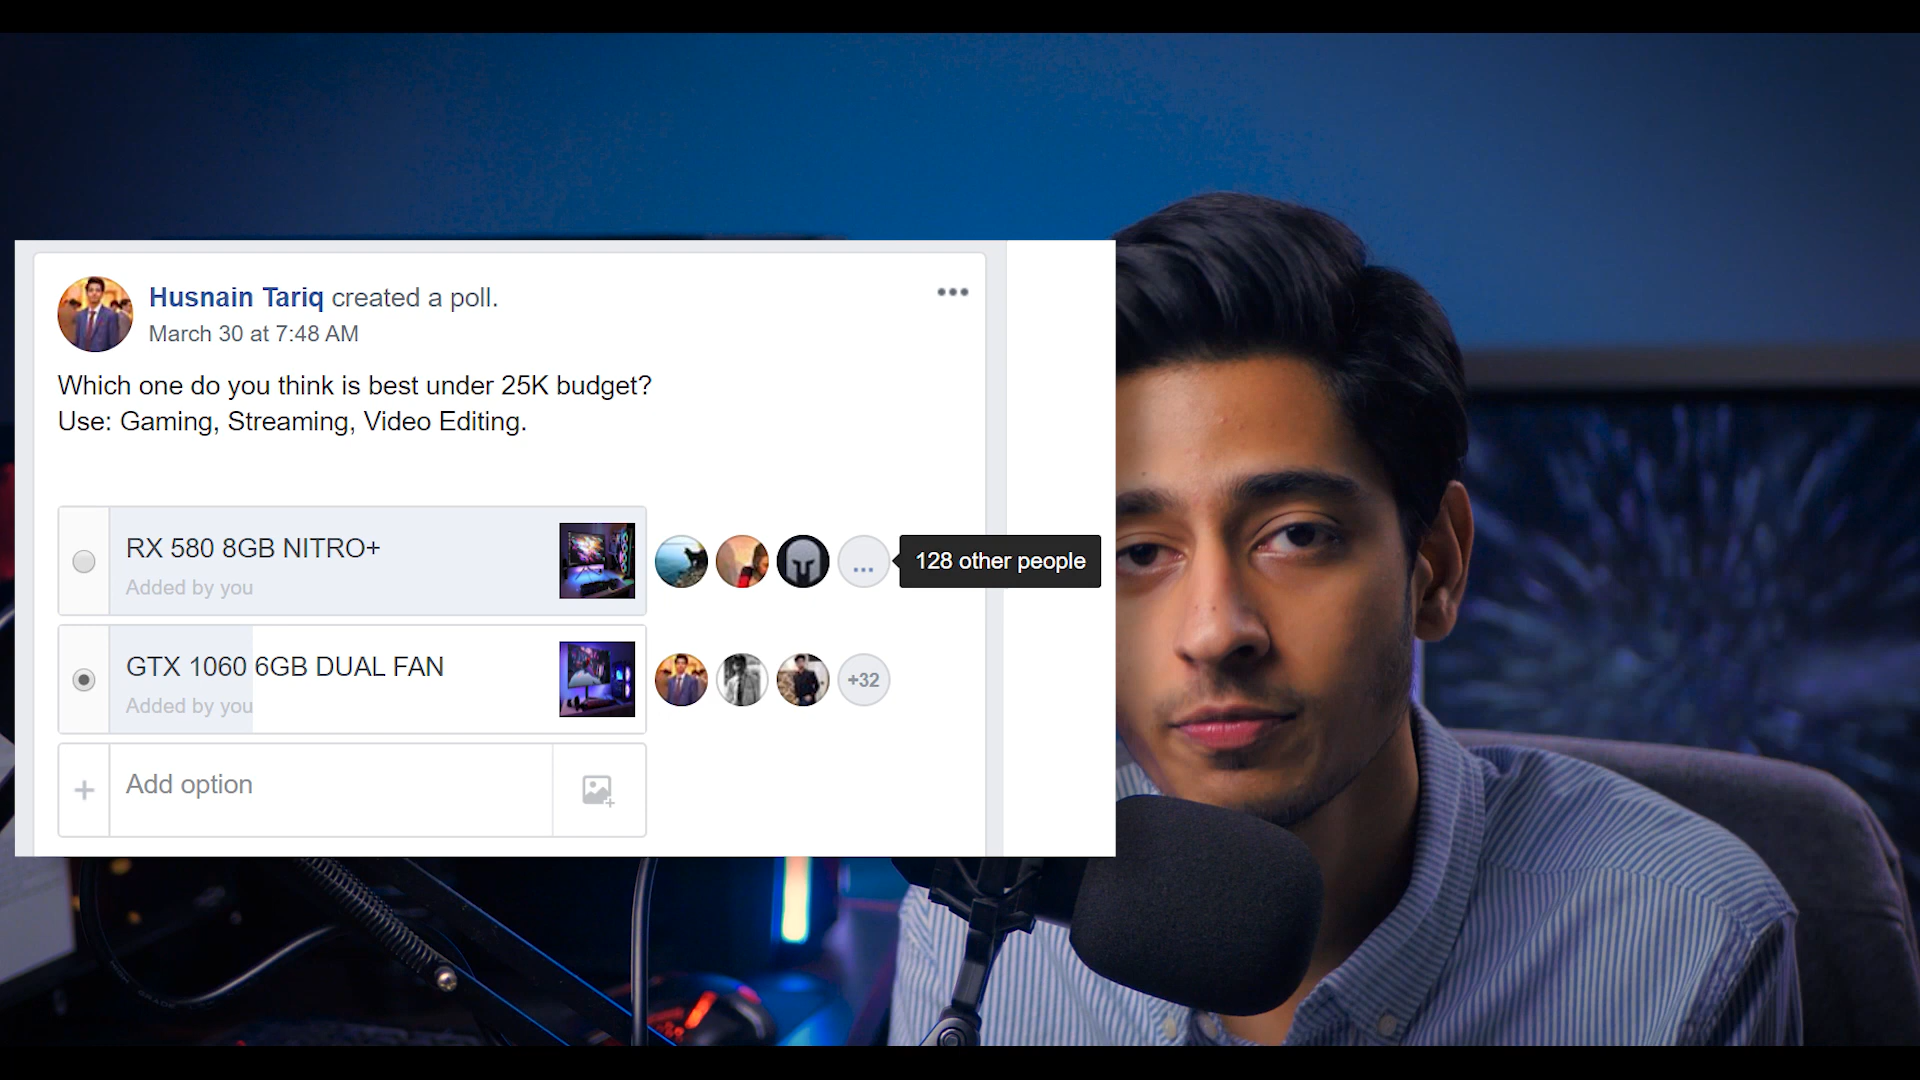 Husnain Tariq created a poll.
March 30 at 7:48 AM
Which one do you think is best under 25K budget?
Use: Gaming, Streaming, Video Editing.
RX 580 8GB NITRO+
Added by you
...
128 other people
GTX 1060 6GB DUAL FAN
Added by you
+32
+
Add option